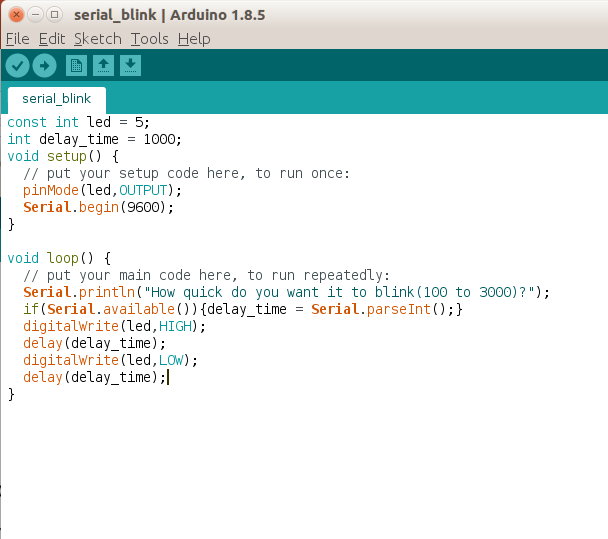 serial_blink | Arduino 1.8.5
File Edit Sketch Tools Help
serial_blink
const int led = 5;
int delay_time = 1000;
void setup() {
  // put your setup code here, to run once:
  pinMode(led,OUTPUT);
  Serial.begin(9600);
}

void loop() {
  // put your main code here, to run repeatedly:
  Serial.println("How quick do you want it to blink(100 to 3000)?");
  if(Serial.available()){delay_time = Serial.parseInt();}
  digitalWrite(led,HIGH);
  delay(delay_time);
  digitalWrite(led,LOW);
  delay(delay_time);
}